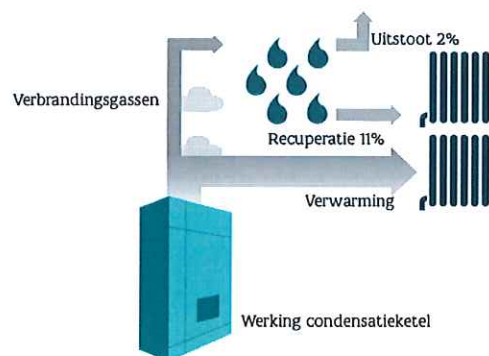 Uitstoot 2%
Verbrandingsgassen
Recuperatie 11%
Verwarming
Werking condensatieketel